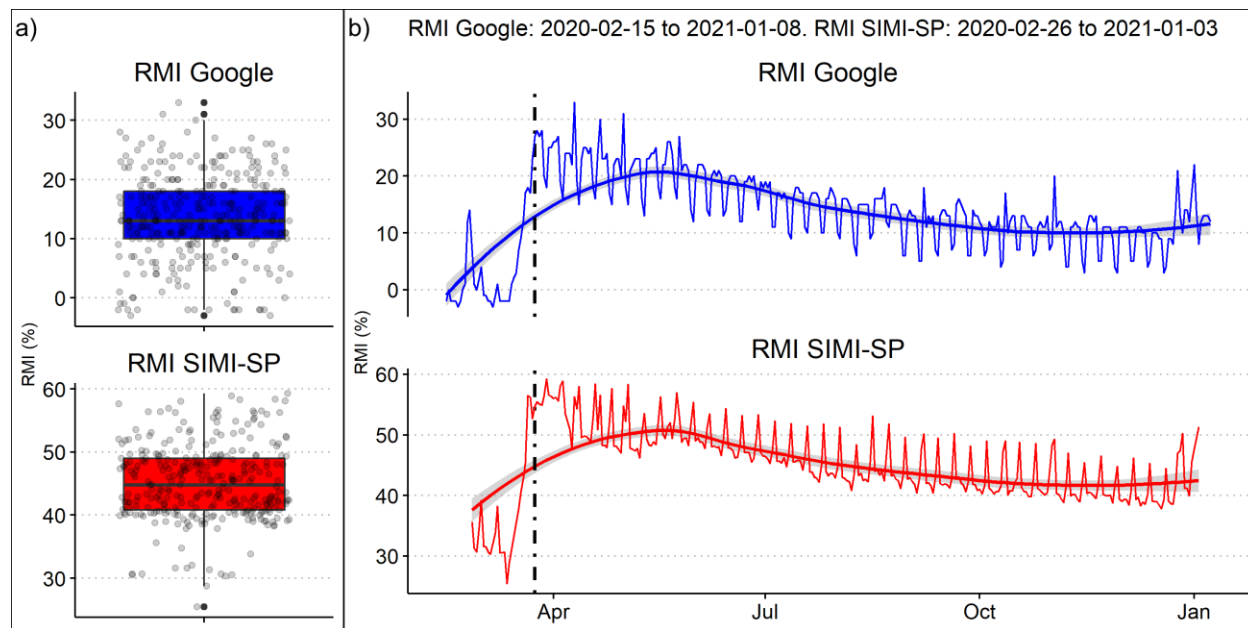 a)
RMI Google
30
20
10
0
RMI (%)
RMI SIMI-SP
60
50
40
30
b) RMI Google: 2020-02-15 to 2021-01-08. RMI SIMI-SP: 2020-02-26 to 2021-01-03
RMI Google
30
20
10
0
RMI (%)
RMI SIMI-SP
60
50
40
30
Apr Jul Oct Jan